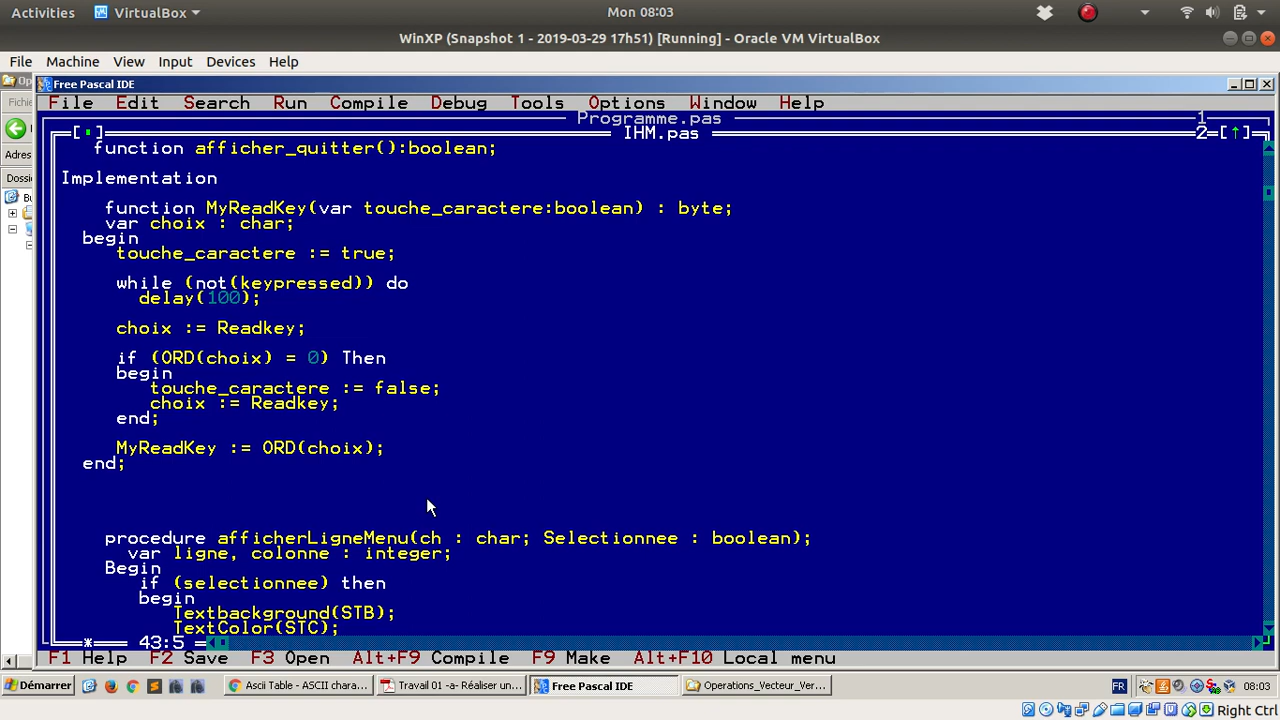 Activities VirtualBox Mon 08:03
WinXP (Snapshot 1 - 2019-03-29 17h51) [Running] - Oracle VM VirtualBox
File Machine View Input Devices Help
Free Pascal IDE
File Edit Search Run Compile Debug Tools Options Window Help
Programme.pas 1
IHM.pas 2
function afficher_quitter():boolean;
Implementation
function MyReadKey(var touche_caractere:boolean) : byte;
var choix : char;
begin
touche_caractere := true;
while (not(keypressed)) do
delay(100);
choix := Readkey;
if (ORD(choix) = 0) Then
begin
touche_caractere := false;
choix := Readkey;
end;
MyReadKey := ORD(choix);
end;
procedure afficherLigneMenu(ch : char; Selectionnee : boolean);
var ligne, colonne : integer;
Begin
if (selectionnee) then
begin
Textbackground(STB);
TextColor(STC);
* 43:5
F1 Help F2 Save F3 Open Alt+F9 Compile F9 Make Alt+F10 Local menu
Démarrer Ascii Table - ASCII chara... Travail 01 -a- Réaliser un... Free Pascal IDE Operations_Vecteur_Ver... FR 08:03
Right Ctrl